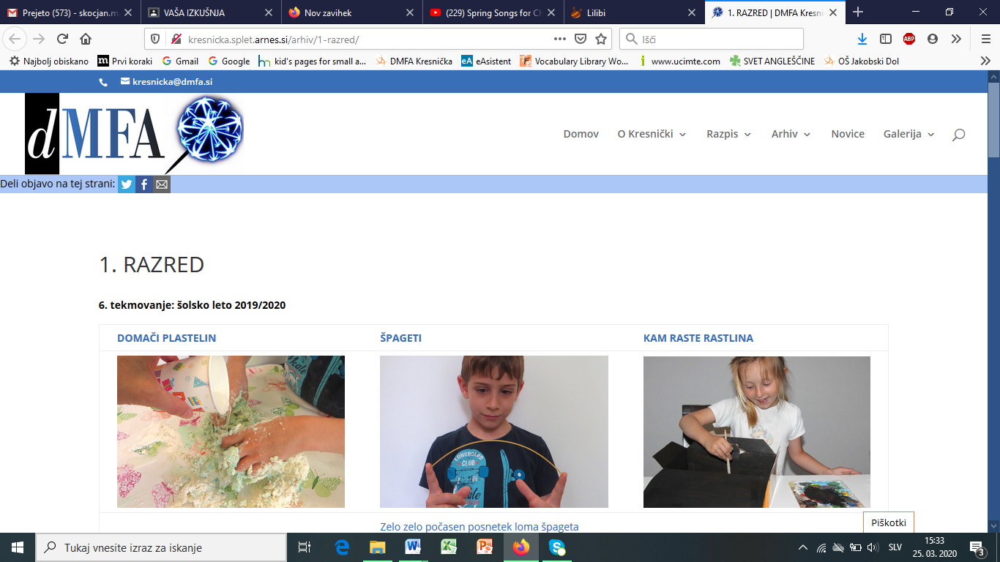 Prejeto (573) - skocjan.m
VAŠA IZKUŠNJA
Nov zavihek
(229) Spring Songs for Ch
Lilibi
1. RAZRED | DMFA Kresni
kresnicka.splet.arnes.si/arhiv/1-razred/
Išči
ABP
Najbolj obiskano
m Prvi koraki
G Gmail
G Google
kid's pages for small a...
DMFA Kresnička
eA eAsistent
Vocabulary Library Wo...
www.ucimte.com
SVET ANGLEŠČINE
OŠ Jakobski Dol
kresnicka@dmfa.si
dMFA
Domov
O Kresnički
Razpis
Arhiv
Novice
Galerija
Deli objavo na tej strani:
1. RAZRED
6. tekmovanje: šolsko leto 2019/2020
DOMAČI PLASTELIN
ŠPAGETI
KAM RASTE RASTLINA
LONGBOARD
CLUB
Zelo zelo počasen posnetek loma špageta
Piškotki
Tukaj vnesite izraz za iskanje
SLV
15:33
25. 03. 2020
3